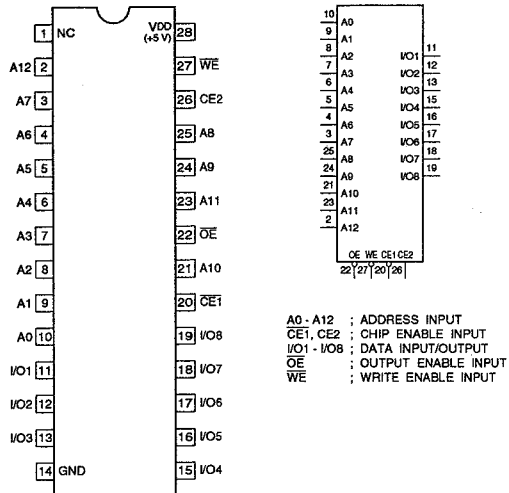 1 NC VDD 28
(+5 V)
A12 2 27 W̅E̅
A7 3 26 CE2
A6 4 25 A8
A5 5 24 A9
A4 6 23 A11
A3 7 22 O̅E̅
A2 8 21 A10
A1 9 20 C̅E̅1̅
A0 10 19 I/O8
I/O1 11 18 I/O7
I/O2 12 17 I/O6
I/O3 13 16 I/O5
14 GND 15 I/O4
10 A0
9 A1
8 A2 I/O1 11
7 A3 I/O2 12
6 A4 I/O3 13
5 A5 I/O4 15
4 A6 I/O5 16
3 A7 I/O6 17
25 A8 I/O7 18
24 A9 I/O8 19
21 A10
23 A11
2 A12
OE WE CE1 CE2
22 27 20 26
A0 - A12 ; ADDRESS INPUT
C̅E̅1̅, CE2 ; CHIP ENABLE INPUT
I/O1 - I/O8 ; DATA INPUT/OUTPUT
O̅E̅ ; OUTPUT ENABLE INPUT
W̅E̅ ; WRITE ENABLE INPUT